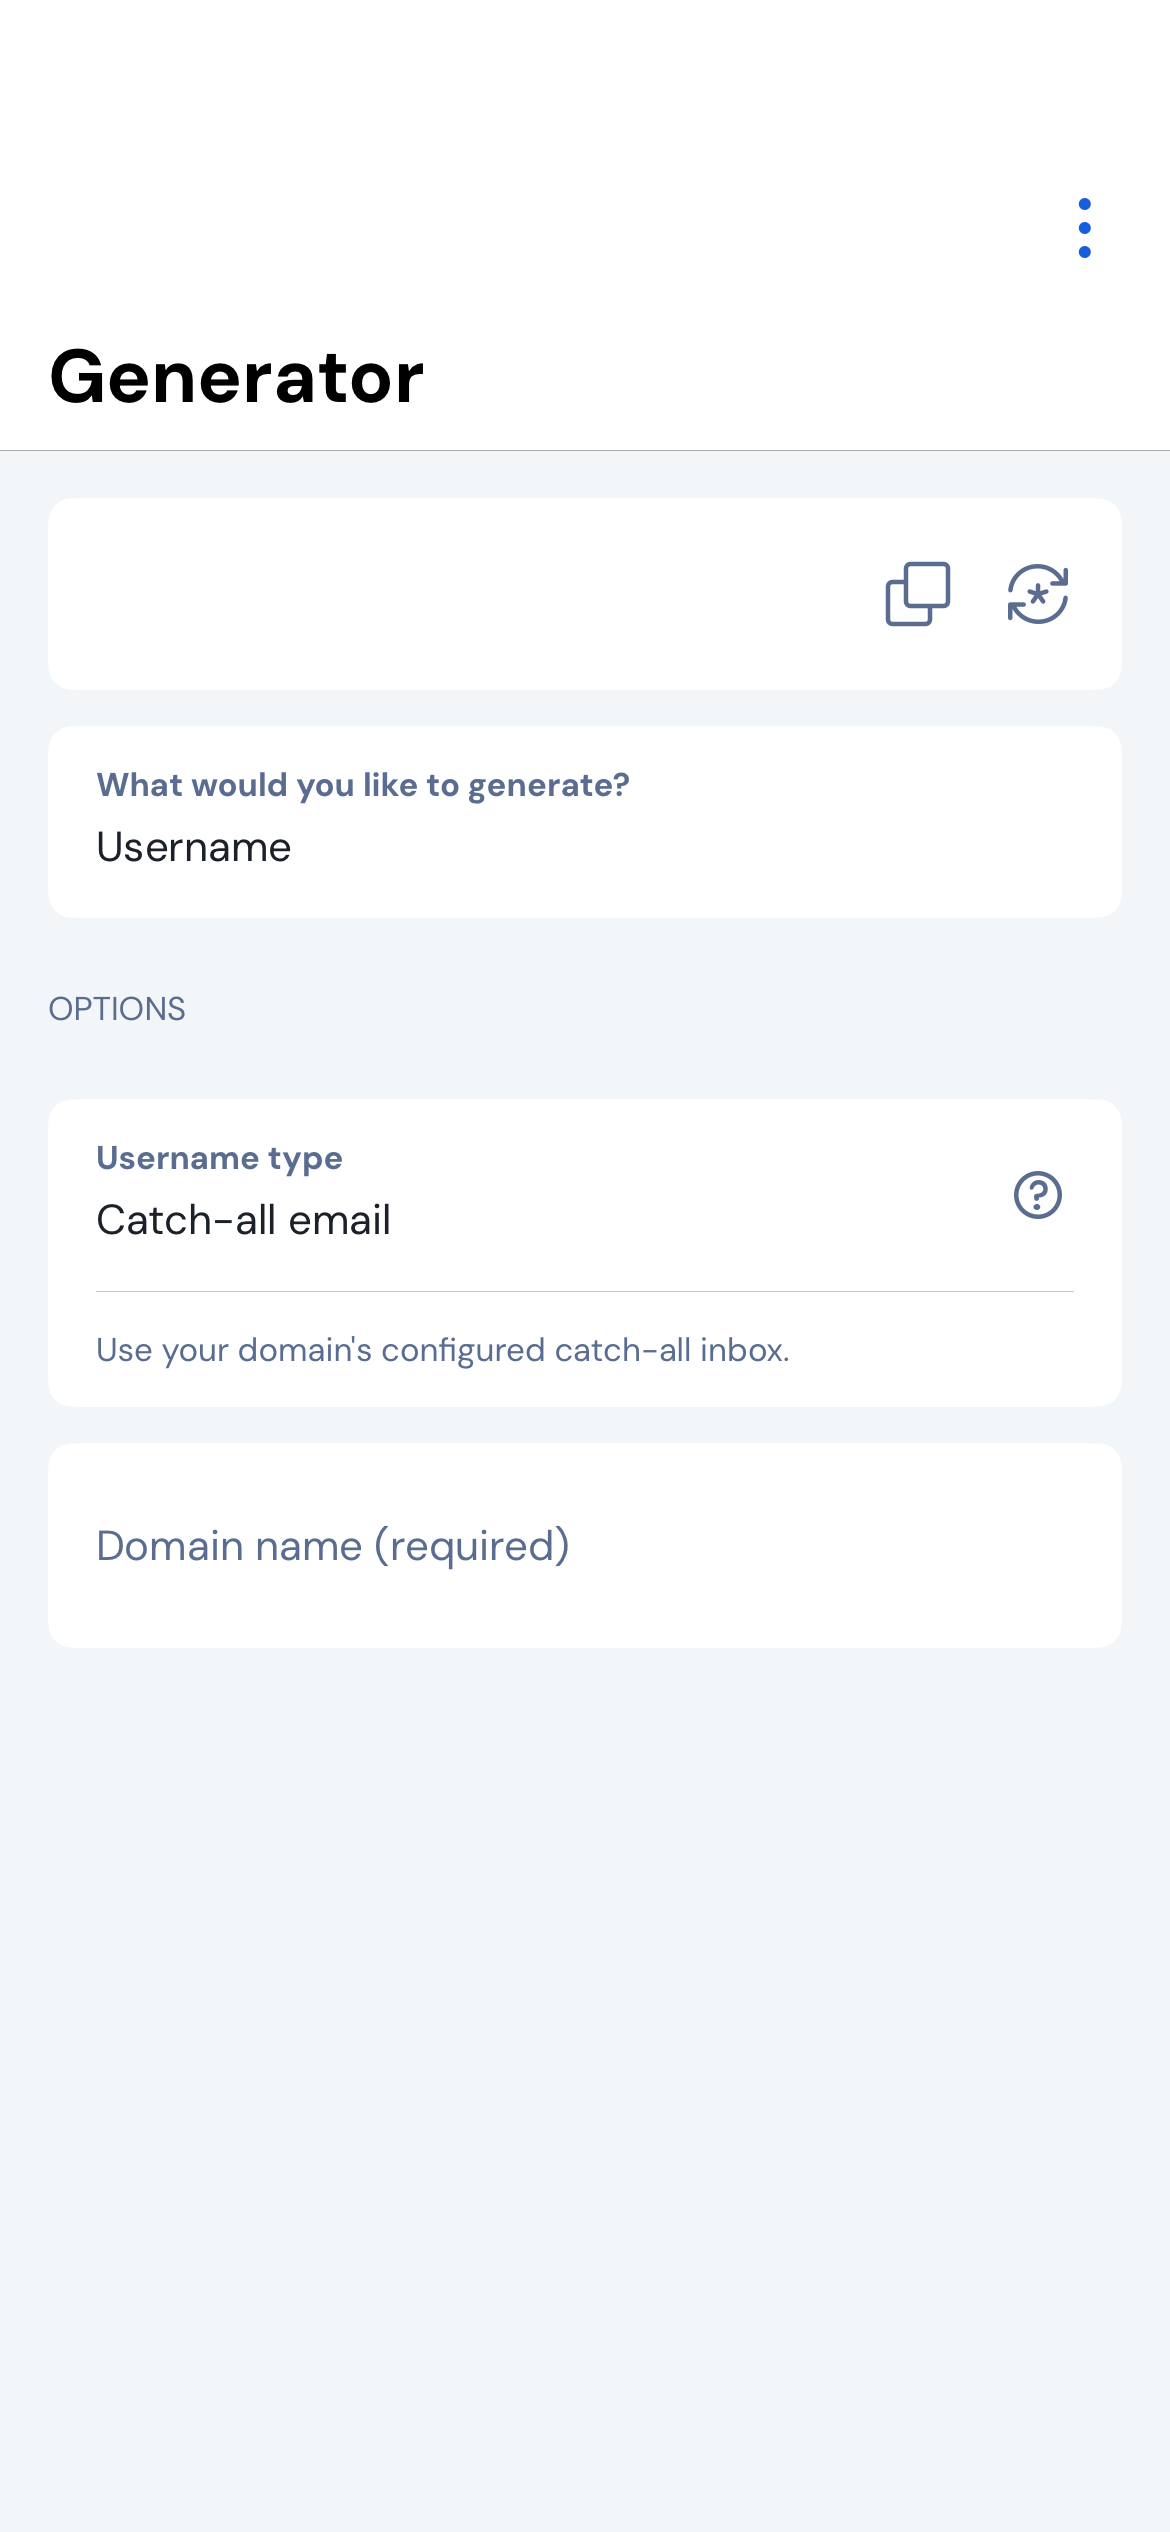 Generator
What would you like to generate?
Username
OPTIONS
Username type
Catch-all email
Use your domain's configured catch-all inbox.
Domain name (required)